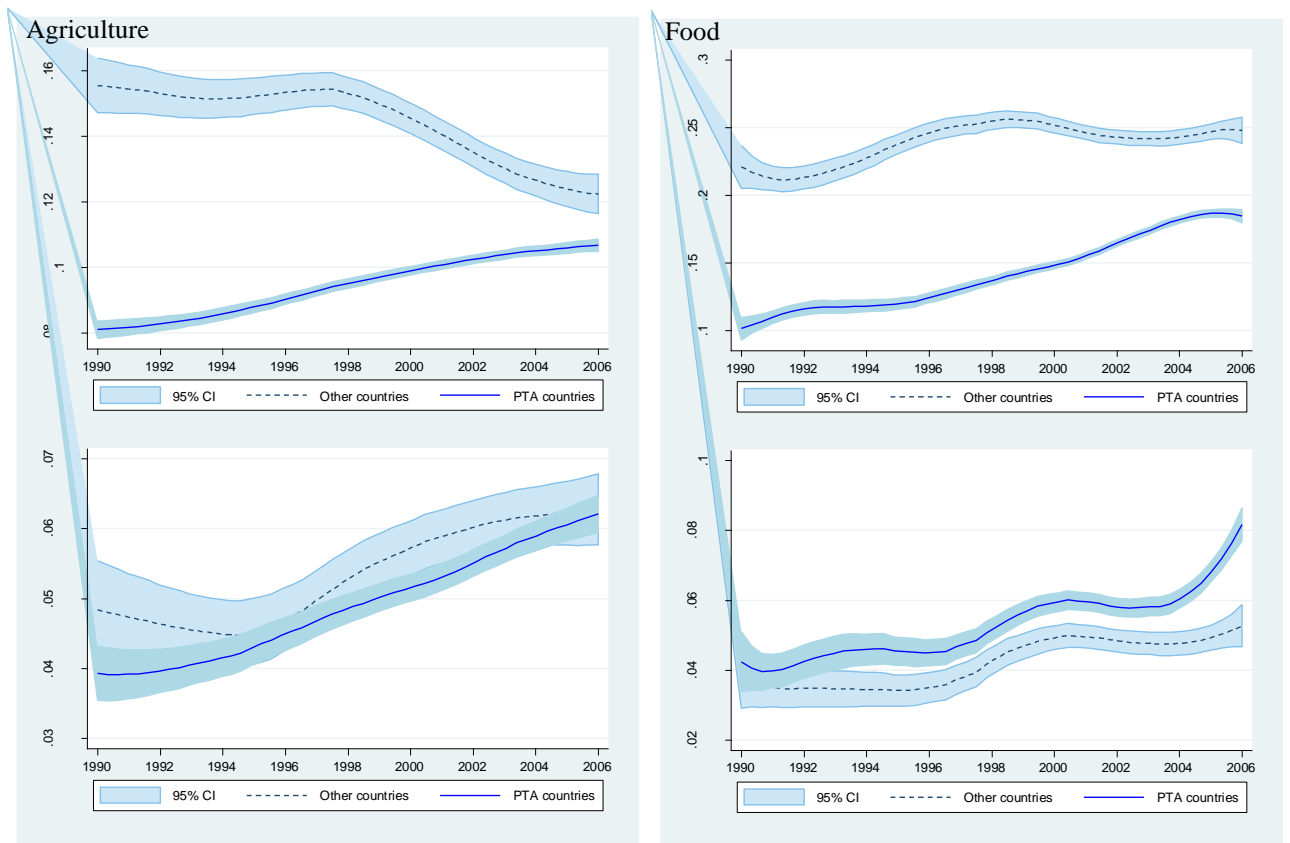 Agriculture
.16
.14
.12
.1
.08
1990 1992 1994 1996 1998 2000 2002 2004 2006
95% CI Other countries PTA countries
Food
.3
.25
.2
.15
.1
1990 1992 1994 1996 1998 2000 2002 2004 2006
95% CI Other countries PTA countries
.07
.06
.05
.04
.03
1990 1992 1994 1996 1998 2000 2002 2004 2006
95% CI Other countries PTA countries
.1
.08
.06
.04
.02
1990 1992 1994 1996 1998 2000 2002 2004 2006
95% CI Other countries PTA countries